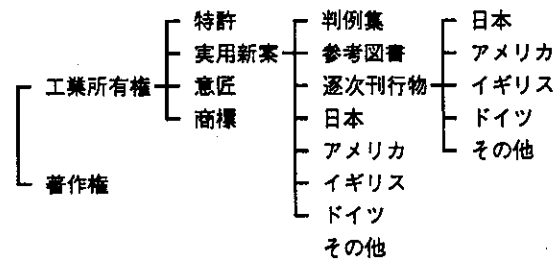 特許 判例集 日本
実用新案 参考図書 アメリカ
工業所有権 意匠 逐次刊行物 イギリス
商標 日本 ドイツ
アメリカ その他
著作権 イギリス
ドイツ
その他